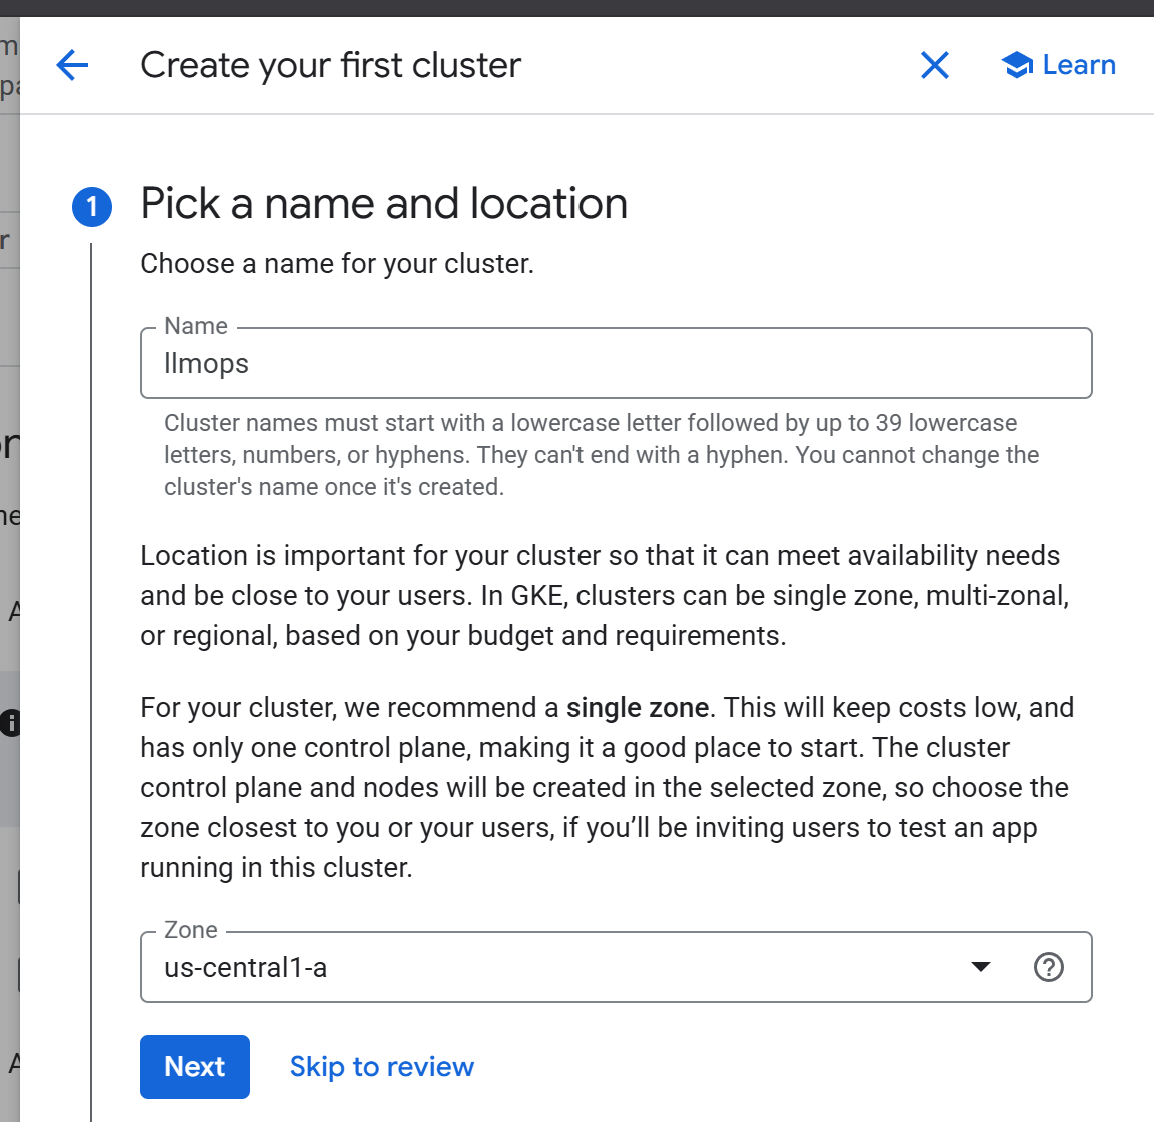 Create your first cluster
Learn
1
Pick a name and location
Choose a name for your cluster.
Name
llmops
Cluster names must start with a lowercase letter followed by up to 39 lowercase
letters, numbers, or hyphens. They can't end with a hyphen. You cannot change the
cluster's name once it's created.
Location is important for your cluster so that it can meet availability needs
and be close to your users. In GKE, clusters can be single zone, multi-zonal,
or regional, based on your budget and requirements.
For your cluster, we recommend a single zone. This will keep costs low, and
has only one control plane, making it a good place to start. The cluster
control plane and nodes will be created in the selected zone, so choose the
zone closest to you or your users, if you’ll be inviting users to test an app
running in this cluster.
Zone
us-central1-a
Next
Skip to review